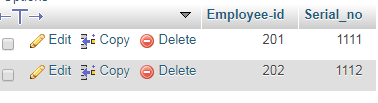 Employee-id Serial_no
Edit Copy Delete 201 1111
Edit Copy Delete 202 1112